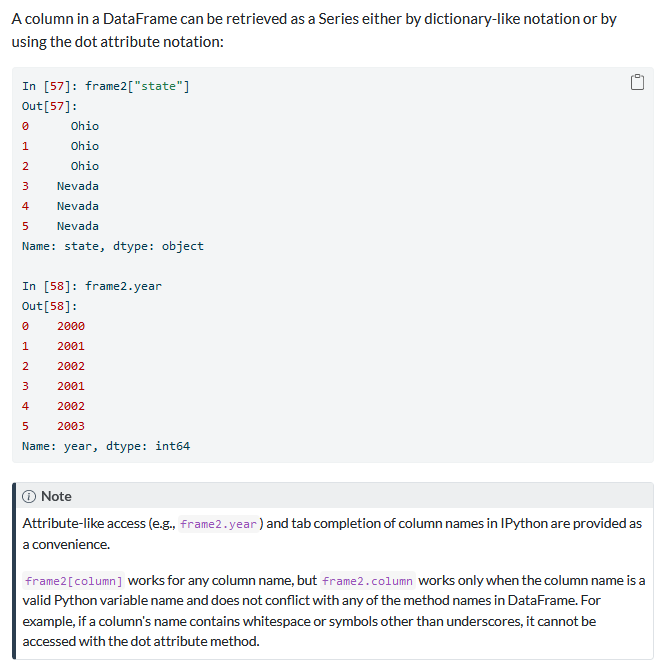 A column in a DataFrame can be retrieved as a Series either by dictionary-like notation or by
using the dot attribute notation:
In [57]: frame2["state"]
Out[57]:
0      Ohio
1      Ohio
2      Ohio
3    Nevada
4    Nevada
5    Nevada
Name: state, dtype: object
In [58]: frame2.year
Out[58]:
0    2000
1    2001
2    2002
3    2001
4    2002
5    2003
Name: year, dtype: int64
Note
Attribute-like access (e.g., frame2.year) and tab completion of column names in IPython are provided as
a convenience.
frame2[column] works for any column name, but frame2.column works only when the column name is a
valid Python variable name and does not conflict with any of the method names in DataFrame. For
example, if a column's name contains whitespace or symbols other than underscores, it cannot be
accessed with the dot attribute method.